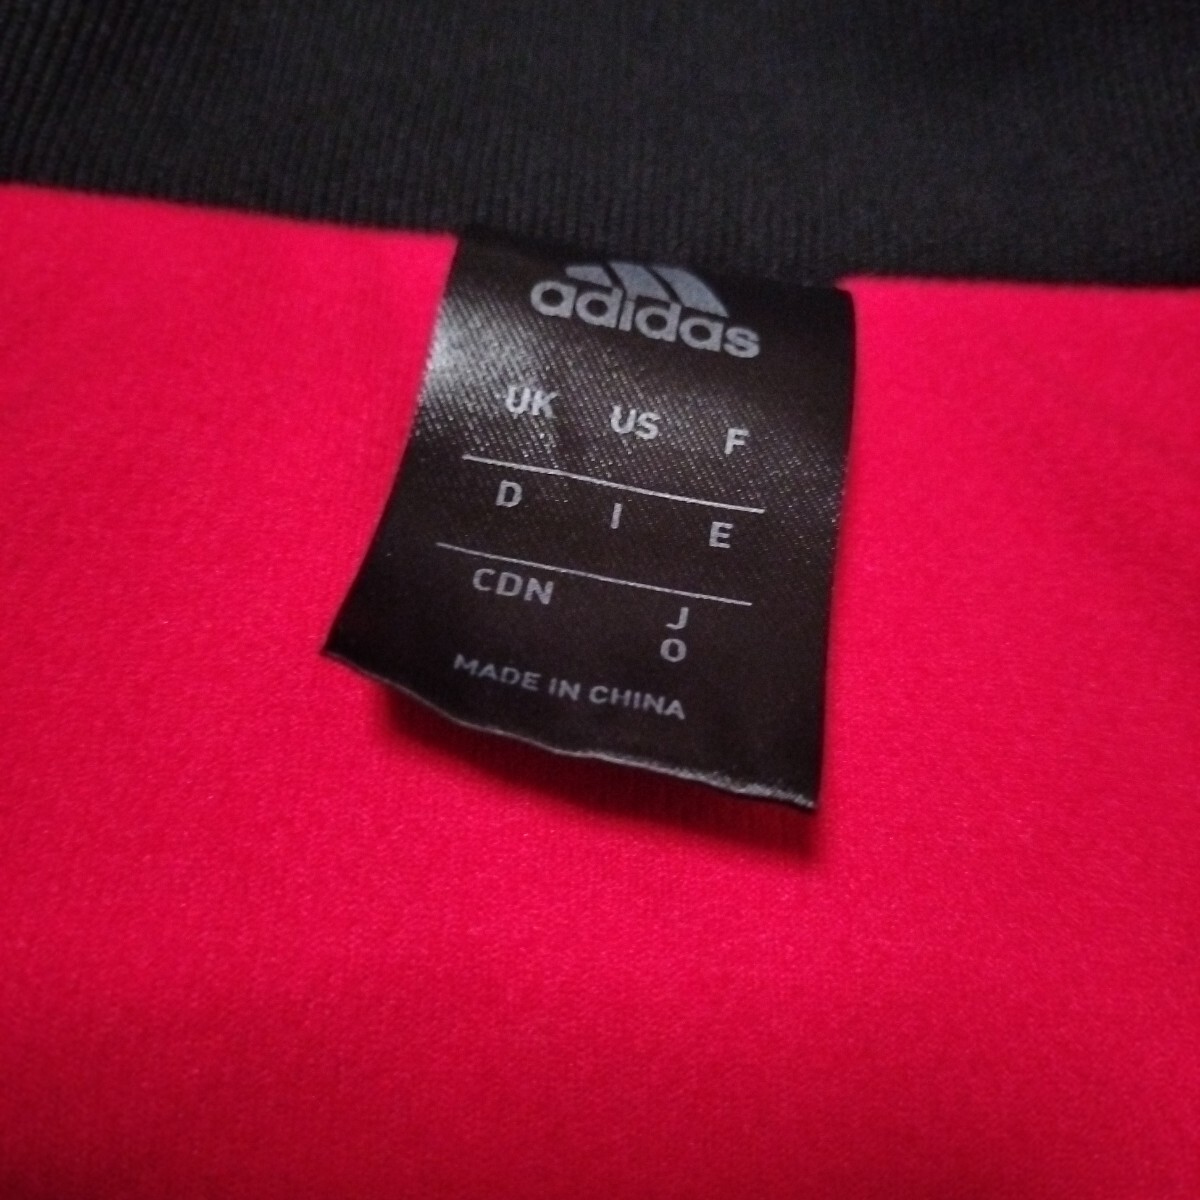 adidas
UK US F
D I E
CDN J
O
MADE IN CHINA